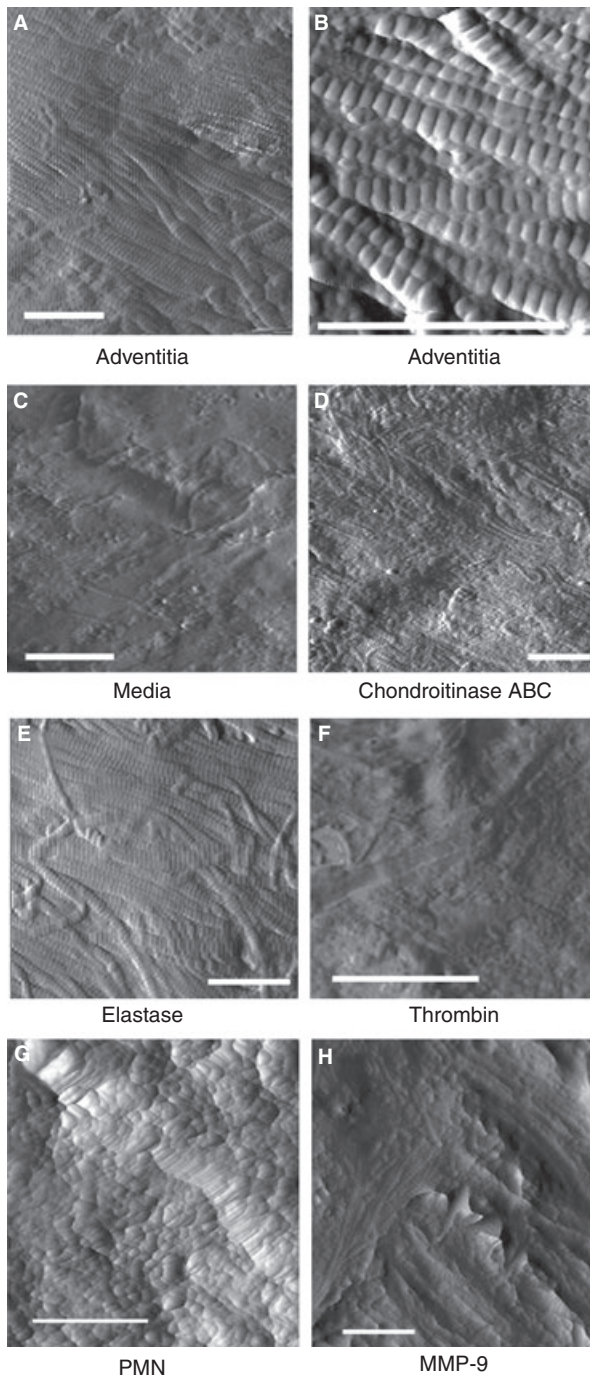 A
B
Adventitia
Adventitia
C
D
Media
Chondroitinase ABC
E
F
Elastase
Thrombin
G
H
PMN
MMP-9